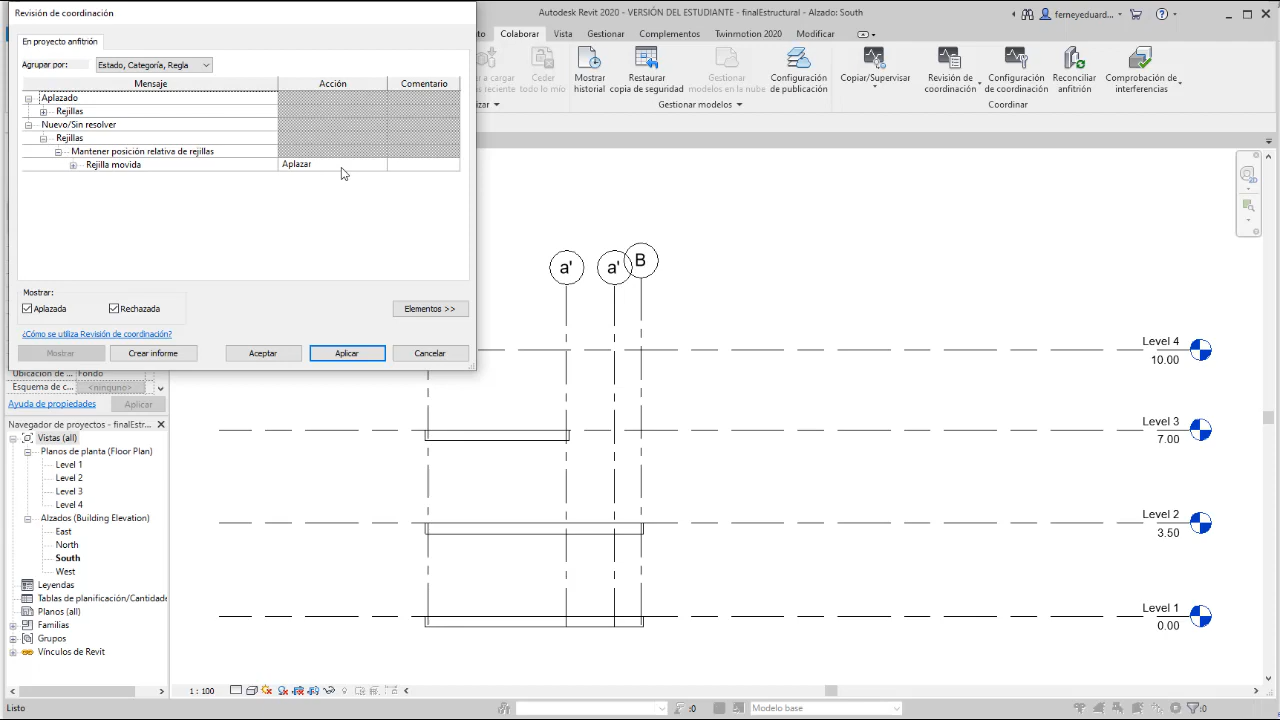 Revisión de coordinación
En proyecto anfitrión
Agrupar por:
Estado, Categoría, Regla
Mensaje
Acción
Comentario
Aplazado
Rejillas
Nuevo/Sin resolver
Rejillas
Mantener posición relativa de rejillas
Rejilla movida
Aplazar
Mostrar:
Aplazada
Rechazada
Elementos >>
¿Cómo se utiliza Revisión de coordinación?
Mostrar
Crear informe
Aceptar
Aplicar
Cancelar
Autodesk Revit 2020 - VERSIÓN DEL ESTUDIANTE - finalEstructural - Alzado: South
ferneyeduard...
Colaborar
Vista
Gestionar
Complementos
Twinmotion 2020
Modificar
Ceder
todo lo mío
Mostrar
historial
Restaurar
copia de seguridad
Gestionar
modelos en la nube
Configuración
de publicación
Gestionar modelos
Copiar/Supervisar
Revisión de
coordinación
Configuración
de coordinación
Reconciliar
anfitrión
Comprobación de
interferencias
Coordinar
Ubicación de ...
Fondo
Esquema de c...
<ninguno>
Ayuda de propiedades
Aplicar
Navegador de proyectos - finalEstr...
Vistas (all)
Planos de planta (Floor Plan)
Level 1
Level 2
Level 3
Level 4
Alzados (Building Elevation)
East
North
South
West
Leyendas
Tablas de planificación/Cantidade
Planos (all)
Familias
Grupos
Vínculos de Revit
a'
a'
B
Level 4
10.00
Level 3
7.00
Level 2
3.50
Level 1
0.00
1 : 100
Listo
:0
Modelo base
:0